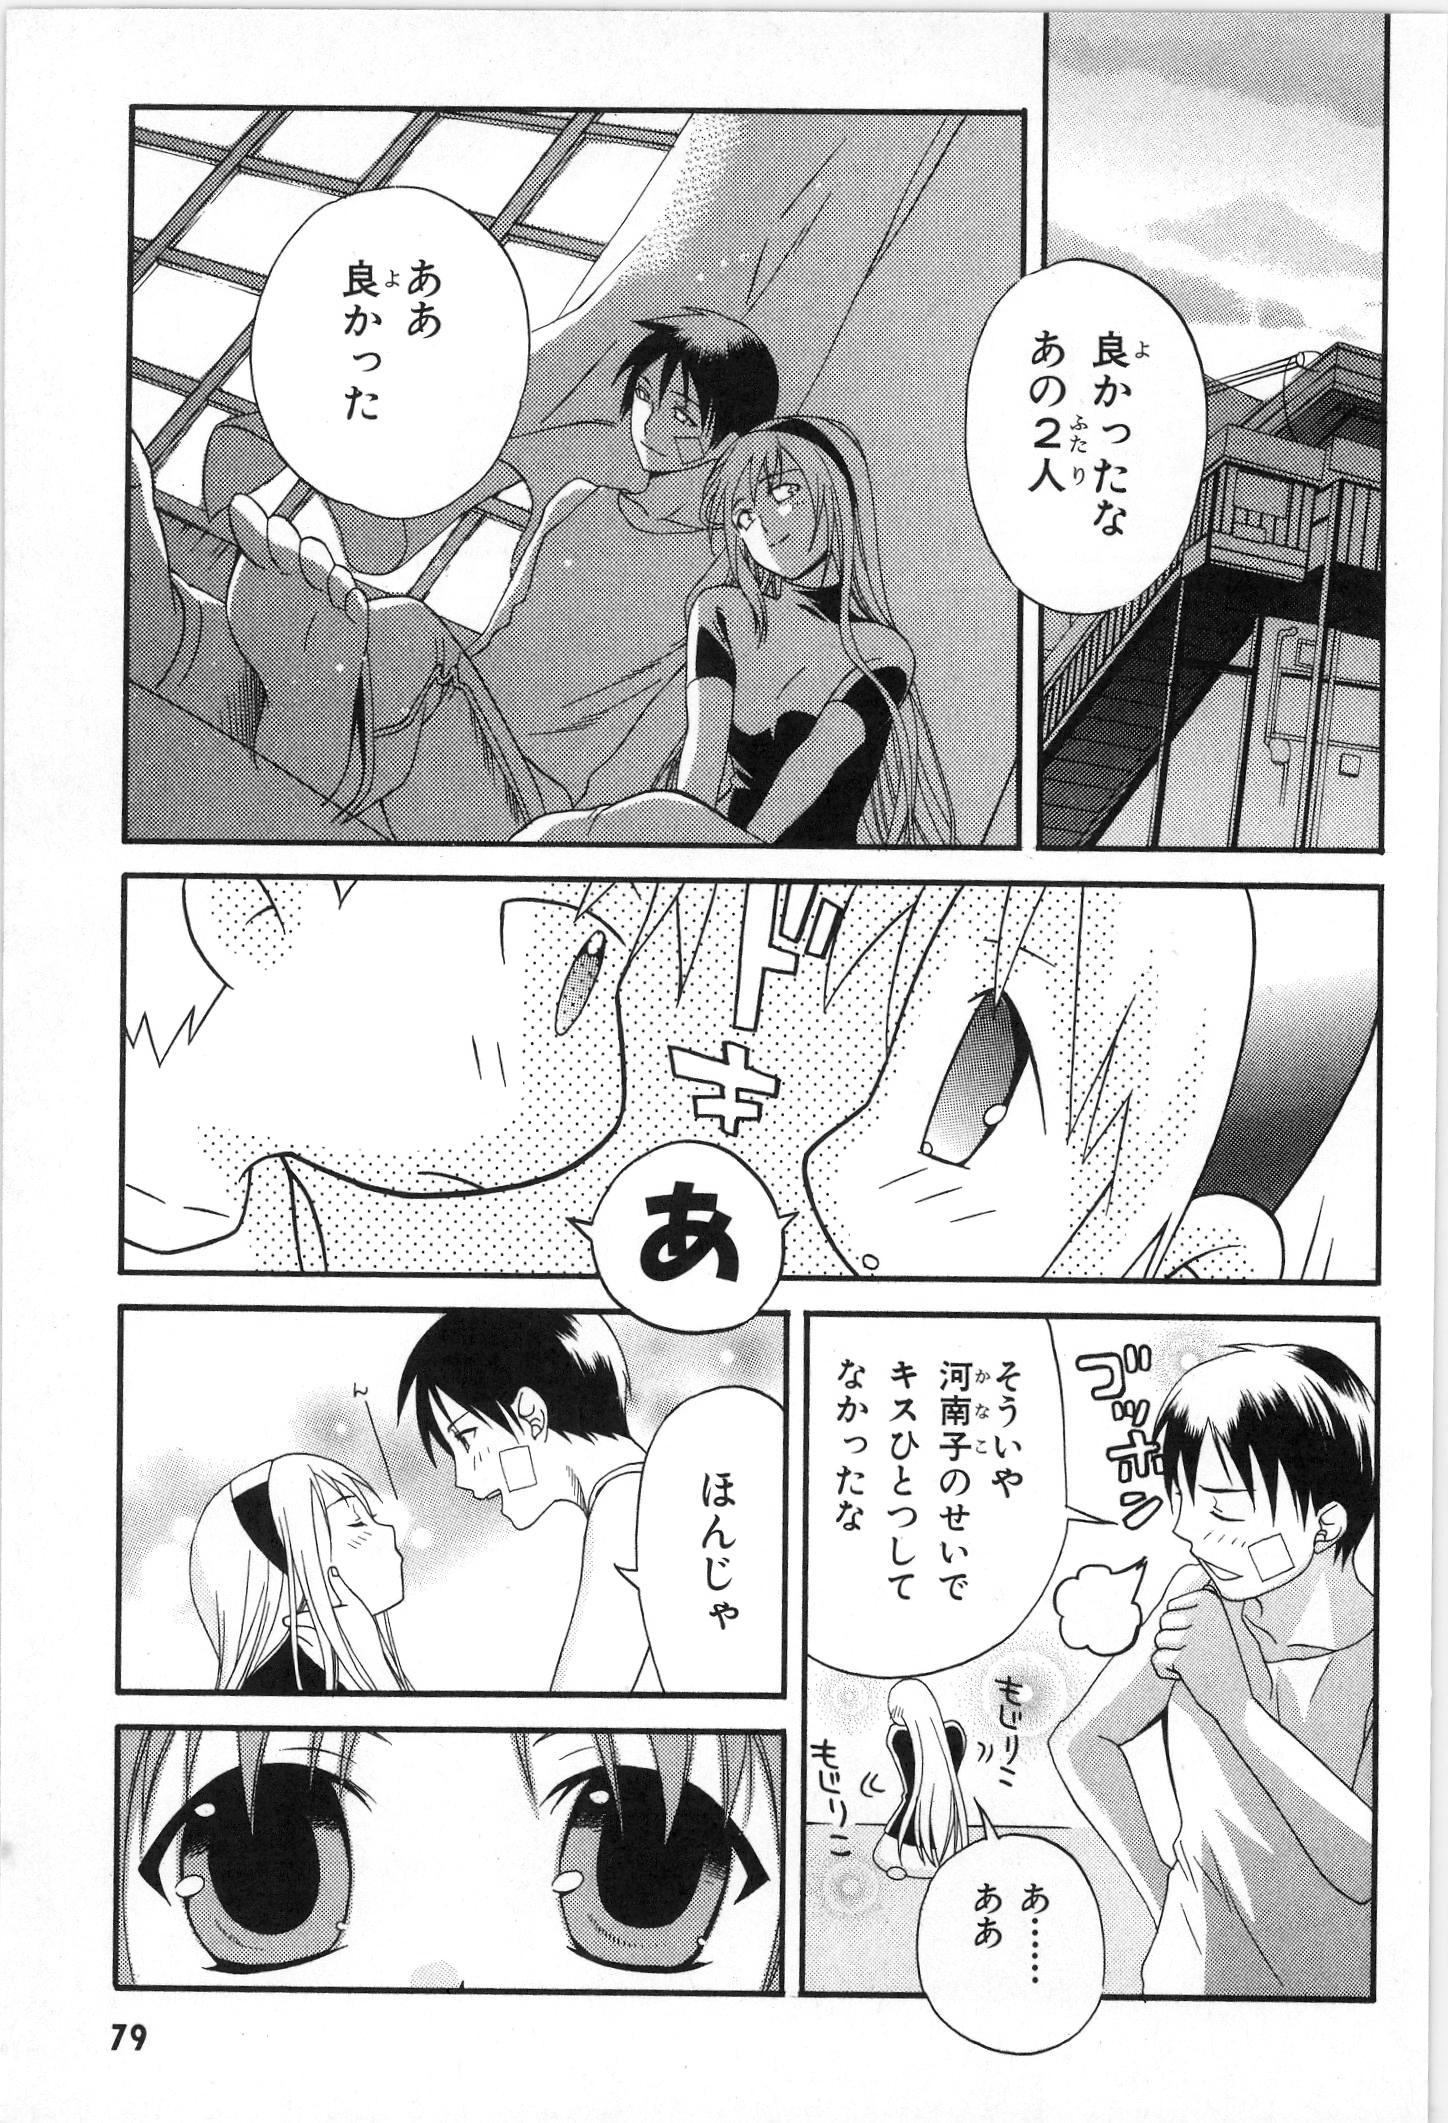 良かったな
あの2人
ああ
良かった
ドキ
あ
ゴッホン
そういや
河南子のせいで
キスひとつして
なかったな
もじりこ
もじりこ
あ……
ああ
ほんじゃ
ん
79